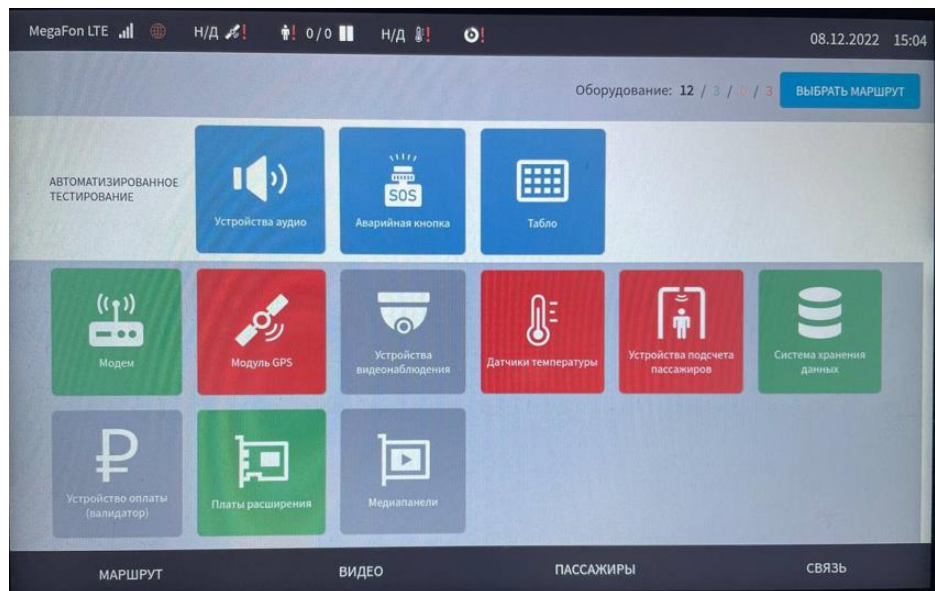 MegaFon LTE Н/Д ! ! 0 / 0 Н/Д ! !
08.12.2022 15:04
Оборудование: 12 / 3 / 0 / 3 ВЫБРАТЬ МАРШРУТ
АВТОМАТИЗИРОВАННОЕ
ТЕСТИРОВАНИЕ
Устройства аудио
SOS
Аварийная кнопка
Табло
Модем
Модуль GPS
Устройства
видеонаблюдения
Датчики температуры
Устройства подсчета
пассажиров
Система хранения
данных
₽
Устройство оплаты
(валидатор)
Платы расширения
Медиапанели
МАРШРУТ ВИДЕО ПАССАЖИРЫ СВЯЗЬ